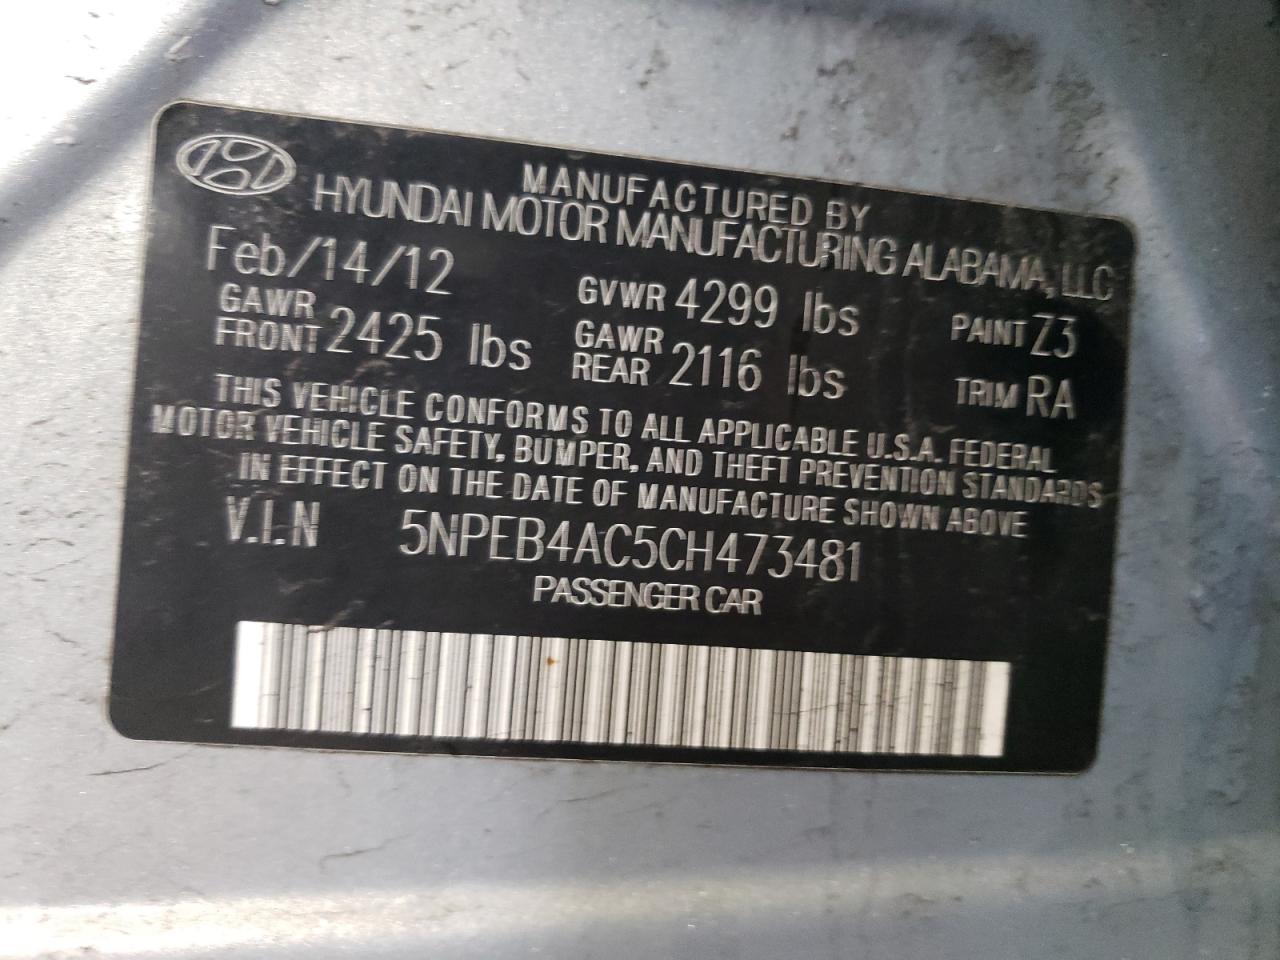 MANUFACTURED BY
HYUNDAI MOTOR MANUFACTURING ALABAMA, LLC
Feb/14/12 GVWR 4299 lbs PAINT Z3
GAWR FRONT 2425 lbs GAWR REAR 2116 lbs TRIM RA
THIS VEHICLE CONFORMS TO ALL APPLICABLE U.S.A. FEDERAL
MOTOR VEHICLE SAFETY, BUMPER, AND THEFT PREVENTION STANDARDS
IN EFFECT ON THE DATE OF MANUFACTURE SHOWN ABOVE
V.I.N 5NPEB4AC5CH473481
PASSENGER CAR